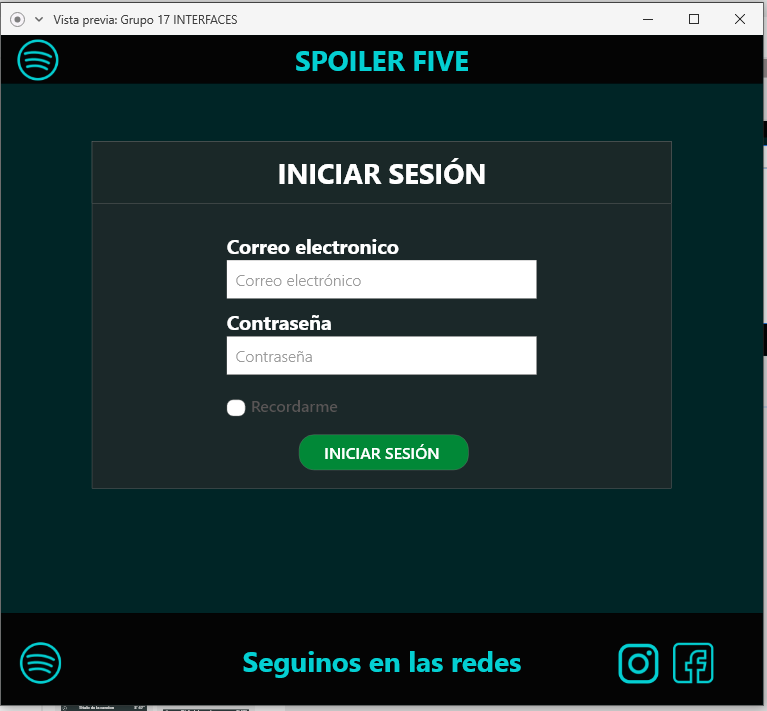 Vista previa: Grupo 17 INTERFACES
SPOILER FIVE
INICIAR SESIÓN
Correo electronico
Correo electrónico
Contraseña
Contraseña
Recordarme
INICIAR SESIÓN
Seguinos en las redes